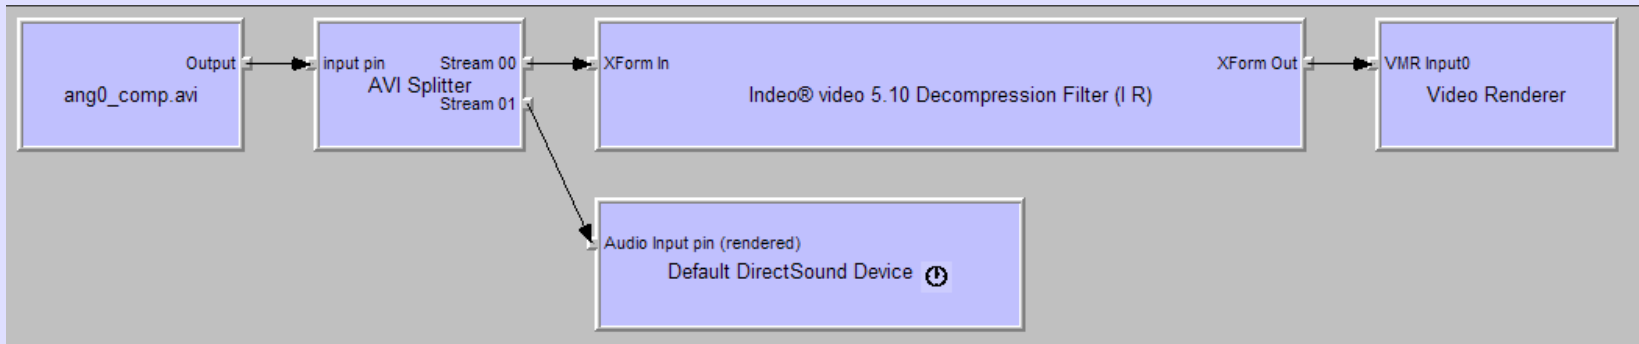 Output
ang0_comp.avi
input pin
Stream 00
AVI Splitter
Stream 01
XForm In
XForm Out
Indeo® video 5.10 Decompression Filter (I R)
VMR Input0
Video Renderer
Audio Input pin (rendered)
Default DirectSound Device